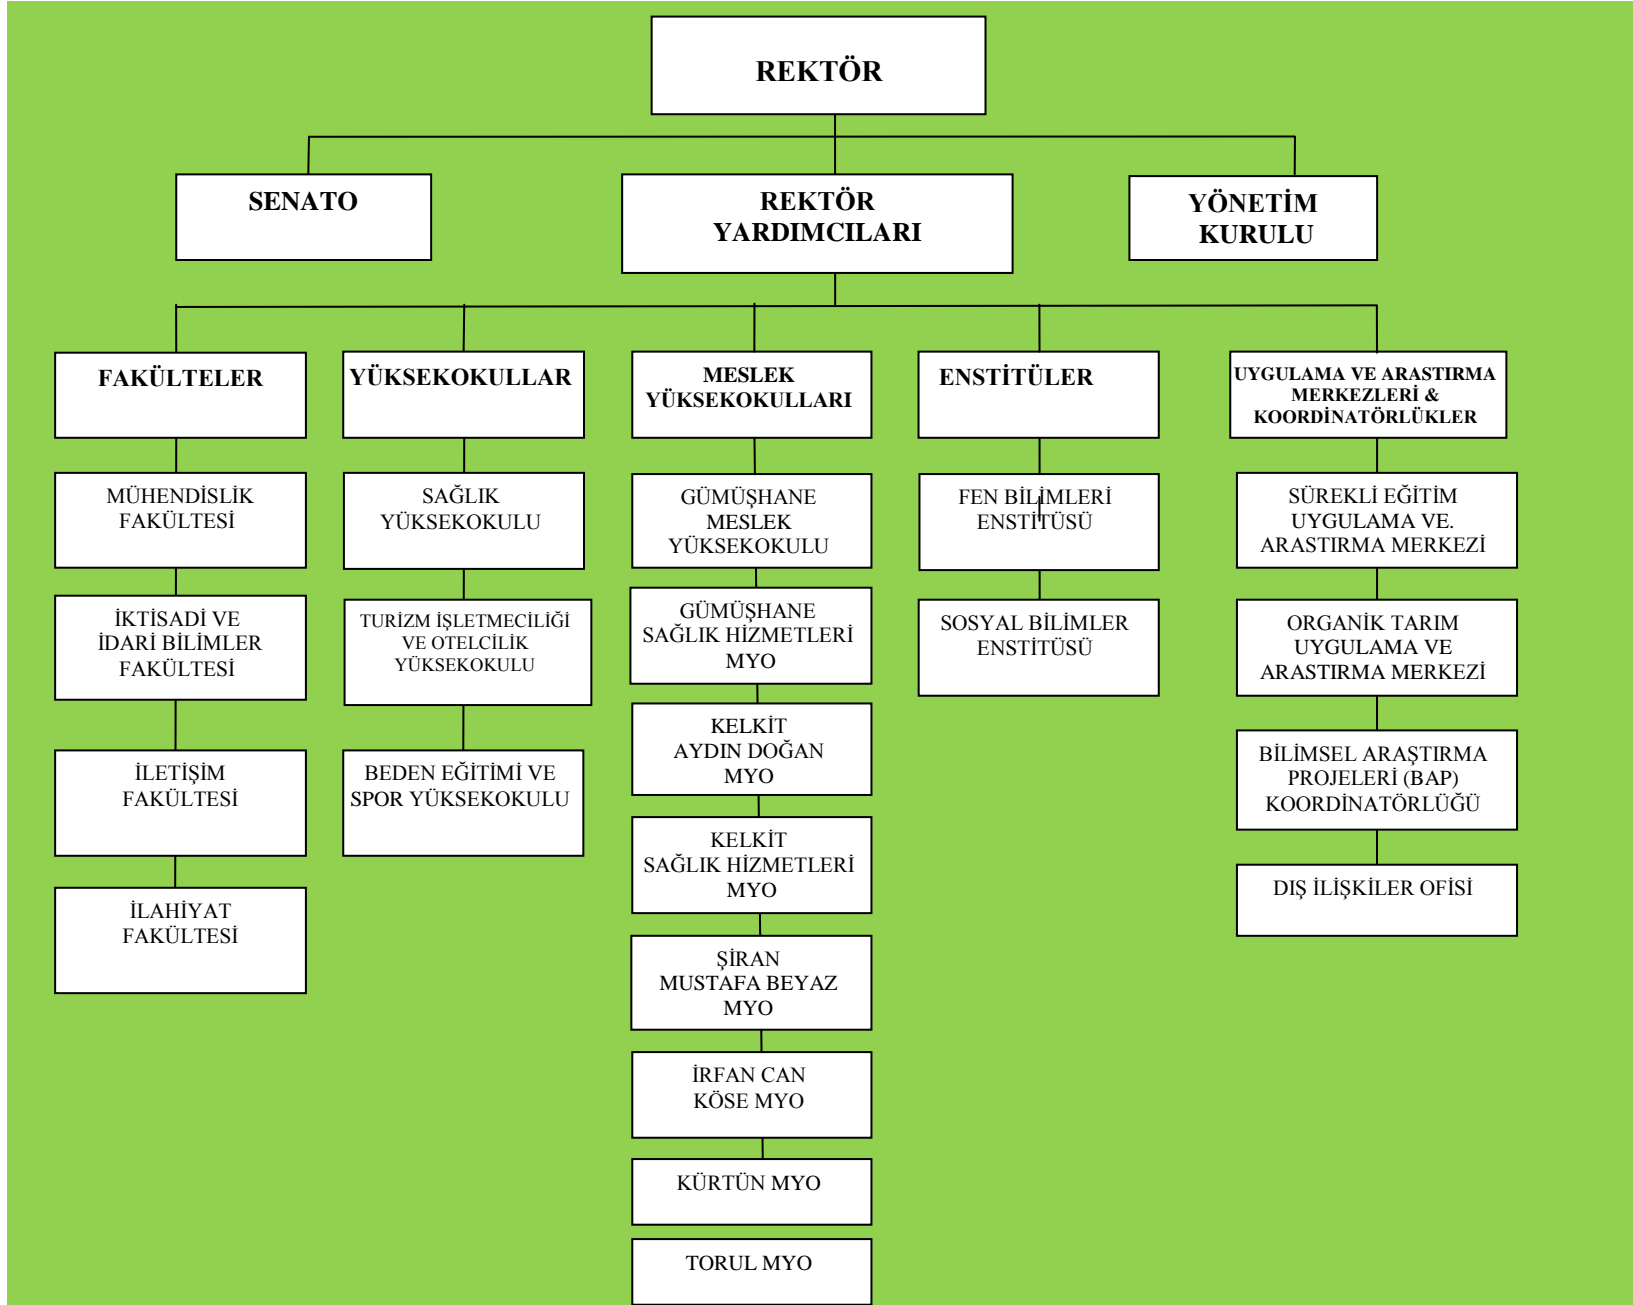 REKTÖR
SENATO
REKTÖR
YARDIMCILARI
YÖNETİM
KURULU
FAKÜLTELER
YÜKSEKOKULLAR
MESLEK
YÜKSEKOKULLARI
ENSTİTÜLER
UYGULAMA VE ARASTIRMA
MERKEZLERİ &
KOORDİNATÖRLÜKLER
MÜHENDİSLİK
FAKÜLTESİ
İKTİSADİ VE
İDARİ BİLİMLER
FAKÜLTESİ
İLETİŞİM
FAKÜLTESİ
İLAHİYAT
FAKÜLTESİ
SAĞLIK
YÜKSEKOKULU
TURİZM İŞLETMECİLİĞİ
VE OTELCİLİK
YÜKSEKOKULU
BEDEN EĞİTİMİ VE
SPOR YÜKSEKOKULU
GÜMÜŞHANE
MESLEK
YÜKSEKOKULU
GÜMÜŞHANE
SAĞLIK HİZMETLERİ
MYO
KELKİT
AYDIN DOĞAN
MYO
KELKİT
SAĞLIK HİZMETLERİ
MYO
ŞİRAN
MUSTAFA BEYAZ
MYO
İRFAN CAN
KÖSE MYO
KÜRTÜN MYO
TORUL MYO
FEN BİLİMLERİ
ENSTİTÜSÜ
SOSYAL BİLİMLER
ENSTİTÜSÜ
SÜREKLİ EĞİTİM
UYGULAMA VE.
ARASTIRMA MERKEZİ
ORGANİK TARIM
UYGULAMA VE
ARASTIRMA MERKEZİ
BİLİMSEL ARAŞTIRMA
PROJELERİ (BAP)
KOORDİNATÖRLÜĞÜ
DIŞ İLİŞKİLER OFİSİ